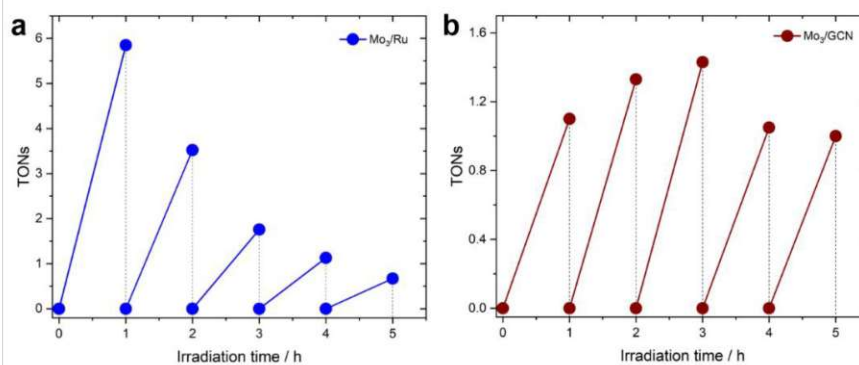 a
Mo3/Ru
6
5
4
3
2
1
0
TONs
0 1 2 3 4 5
Irradiation time / h
b
Mo3/GCN
1.6
1.2
0.8
0.4
0.0
TONs
0 1 2 3 4 5
Irradiation time / h